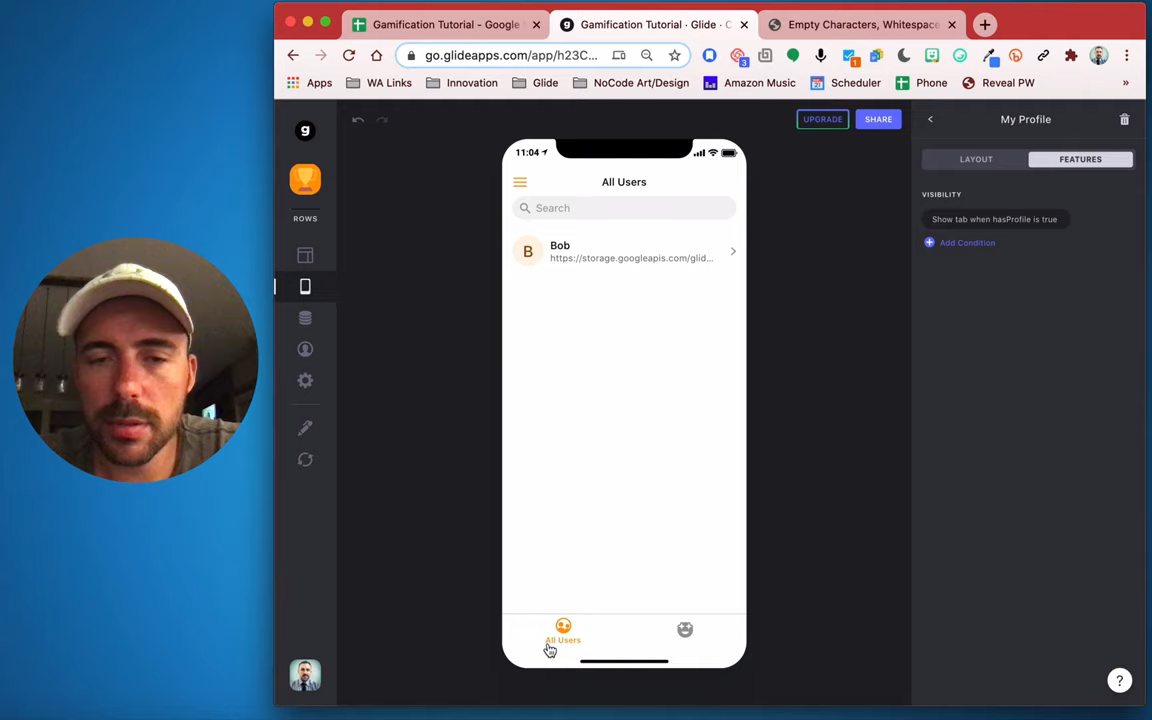 Gamification Tutorial - Google
Gamification Tutorial · Glide · C
Empty Characters, Whitespace
go.glideapps.com/app/h23C...
3
1
Apps
WA Links
Innovation
Glide
NoCode Art/Design
Amazon Music
Scheduler
Phone
Reveal PW
»
g
UPGRADE
SHARE
My Profile
LAYOUT
FEATURES
11:04
All Users
VISIBILITY
Search
ROWS
Show tab when hasProfile is true
Add Condition
B
Bob
https://storage.googleapis.com/glid...
All Users
?